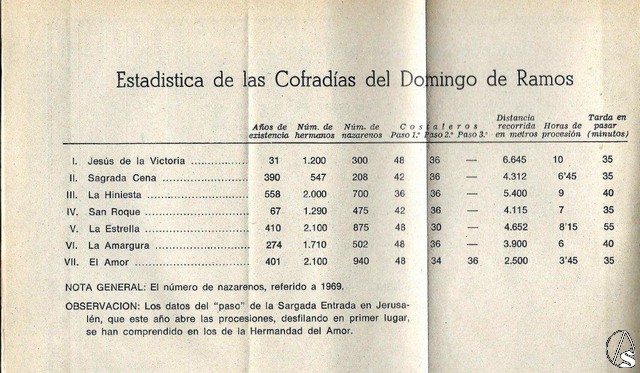 Estadistica de las Cofradías del Domingo de Ramos
Años de existencia Núm. de hermanos Núm. de nazarenos Costaleros Paso 1.º Paso 2.º Paso 3.º Distancia recorrida en metros Horas de procesión Tarda en pasar (minutos)
I. Jesús de la Victoria .................. 31 1.200 300 48 36 — 6.645 10 35
II. Sagrada Cena .................. 390 547 208 42 36 — 4.312 6'45 35
III. La Hiniesta .................. 558 2.000 700 36 36 — 5.400 9 40
IV. San Roque .................. 67 1.290 475 42 36 — 4.115 7 35
V. La Estrella .................. 410 2.100 875 48 30 — 4.652 8'15 55
VI. La Amargura .................. 274 1.710 502 48 36 — 3.900 6 40
VII. El Amor .................. 401 2.100 940 48 34 36 2.500 3'45 35
NOTA GENERAL: El número de nazarenos, referido a 1969.
OBSERVACION: Los datos del "paso" de la Sargada Entrada en Jerusa-
lén, que este año abre las procesiones, desfilando en primer lugar,
se han comprendido en los de la Hermandad del Amor.